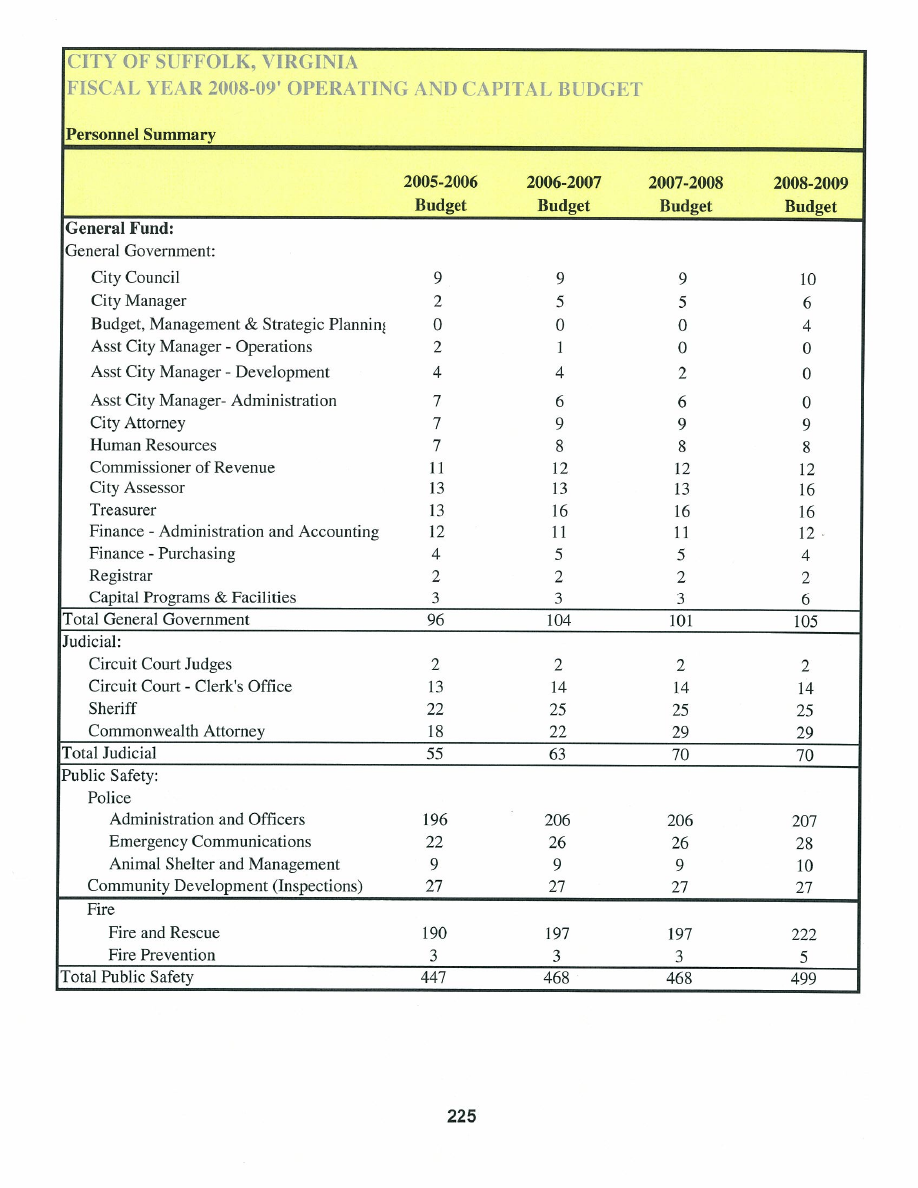 CITY OF SUFFOLK, VIRGINIA
FISCAL YEAR 2008-09' OPERATING AND CAPITAL BUDGET
Personnel Summary
2005-2006 2006-2007 2007-2008 2008-2009
Budget Budget Budget Budget
General Fund:
General Government:
City Council 9 9 9 10
City Manager 2 5 5 6
Budget, Management & Strategic Planning 0 0 0 4
Asst City Manager - Operations 2 1 0 0
Asst City Manager - Development 4 4 2 0
Asst City Manager- Administration 7 6 6 0
City Attorney 7 9 9 9
Human Resources 7 8 8 8
Commissioner of Revenue 11 12 12 12
City Assessor 13 13 13 16
Treasurer 13 16 16 16
Finance - Administration and Accounting 12 11 11 12
Finance - Purchasing 4 5 5 4
Registrar 2 2 2 2
Capital Programs & Facilities 3 3 3 6
Total General Government 96 104 101 105
Judicial:
Circuit Court Judges 2 2 2 2
Circuit Court - Clerk's Office 13 14 14 14
Sheriff 22 25 25 25
Commonwealth Attorney 18 22 29 29
Total Judicial 55 63 70 70
Public Safety:
Police
Administration and Officers 196 206 206 207
Emergency Communications 22 26 26 28
Animal Shelter and Management 9 9 9 10
Community Development (Inspections) 27 27 27 27
Fire
Fire and Rescue 190 197 197 222
Fire Prevention 3 3 3 5
Total Public Safety 447 468 468 499
225